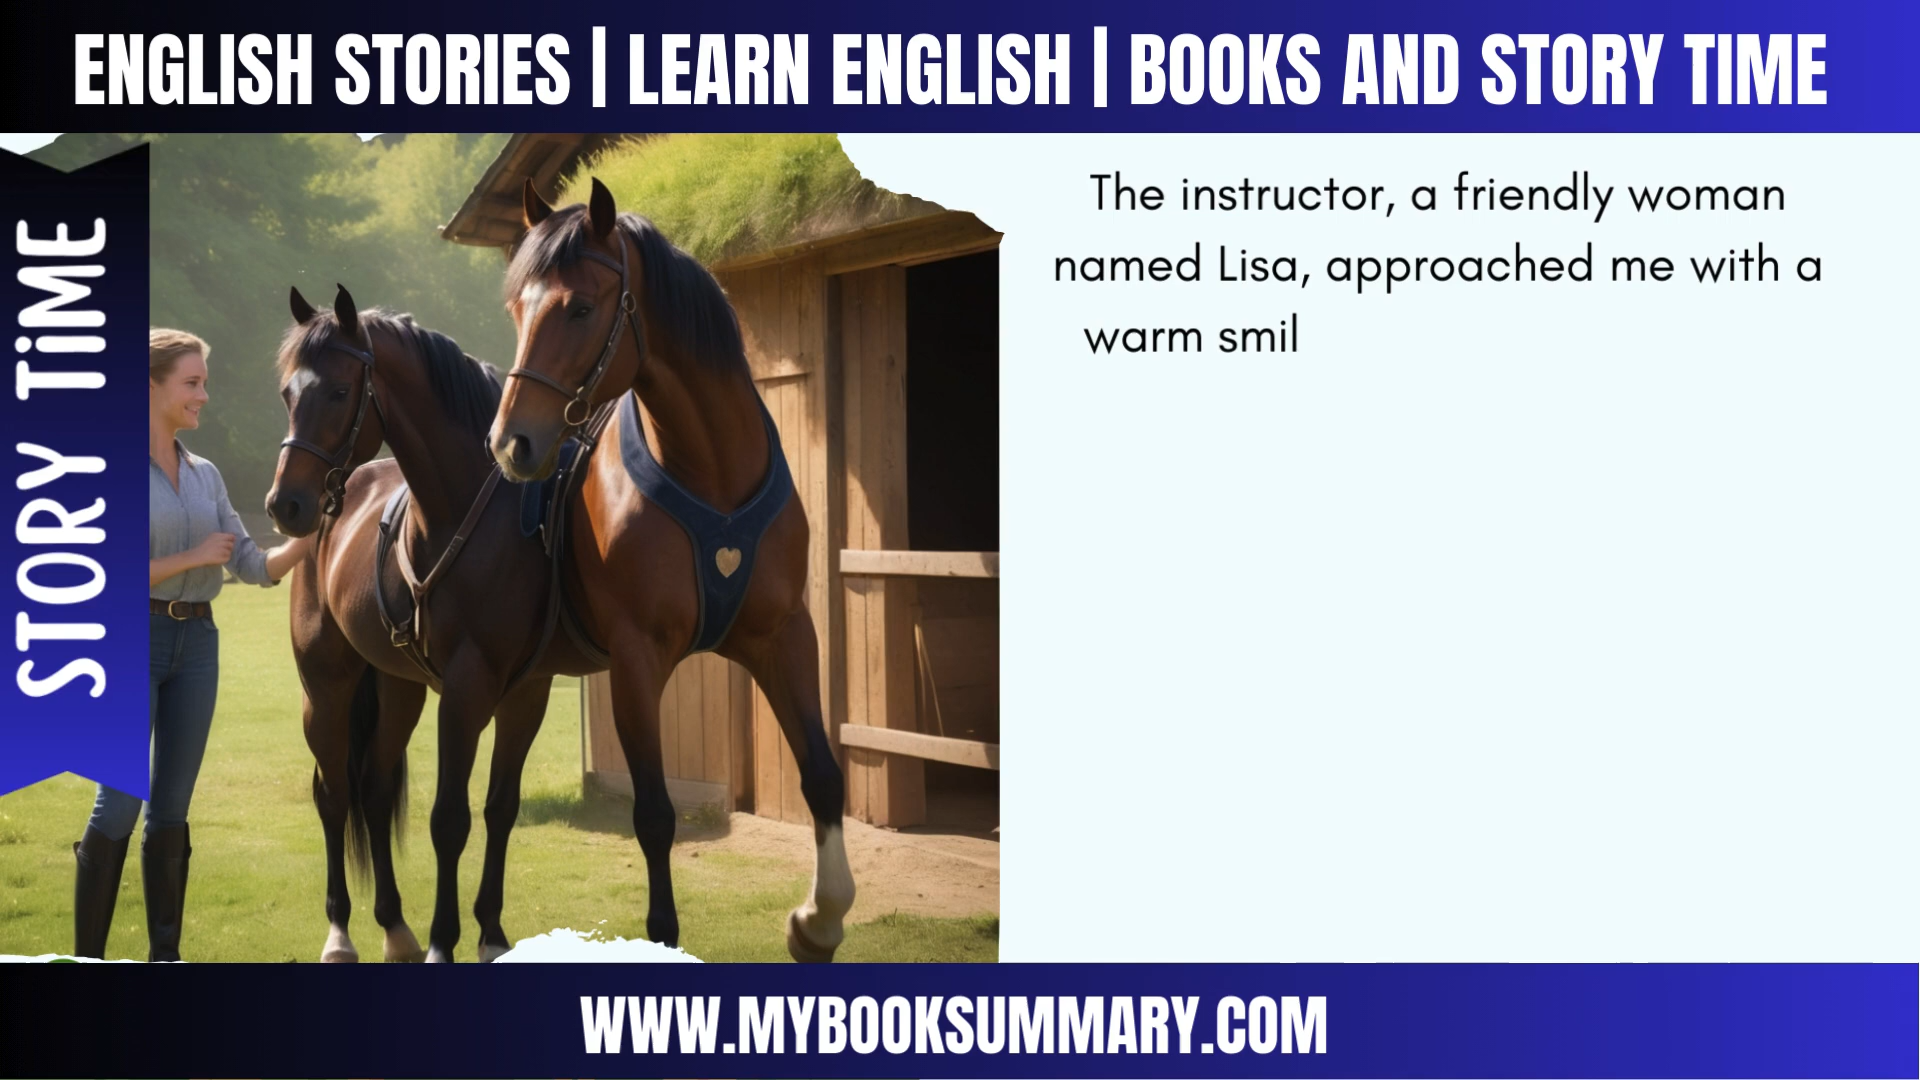 ENGLISH STORIES | LEARN ENGLISH | BOOKS AND STORY TIME
STORY TiME
The instructor, a friendly woman
named Lisa, approached me with a
warm smil
WWW.MYBOOKSUMMARY.COM